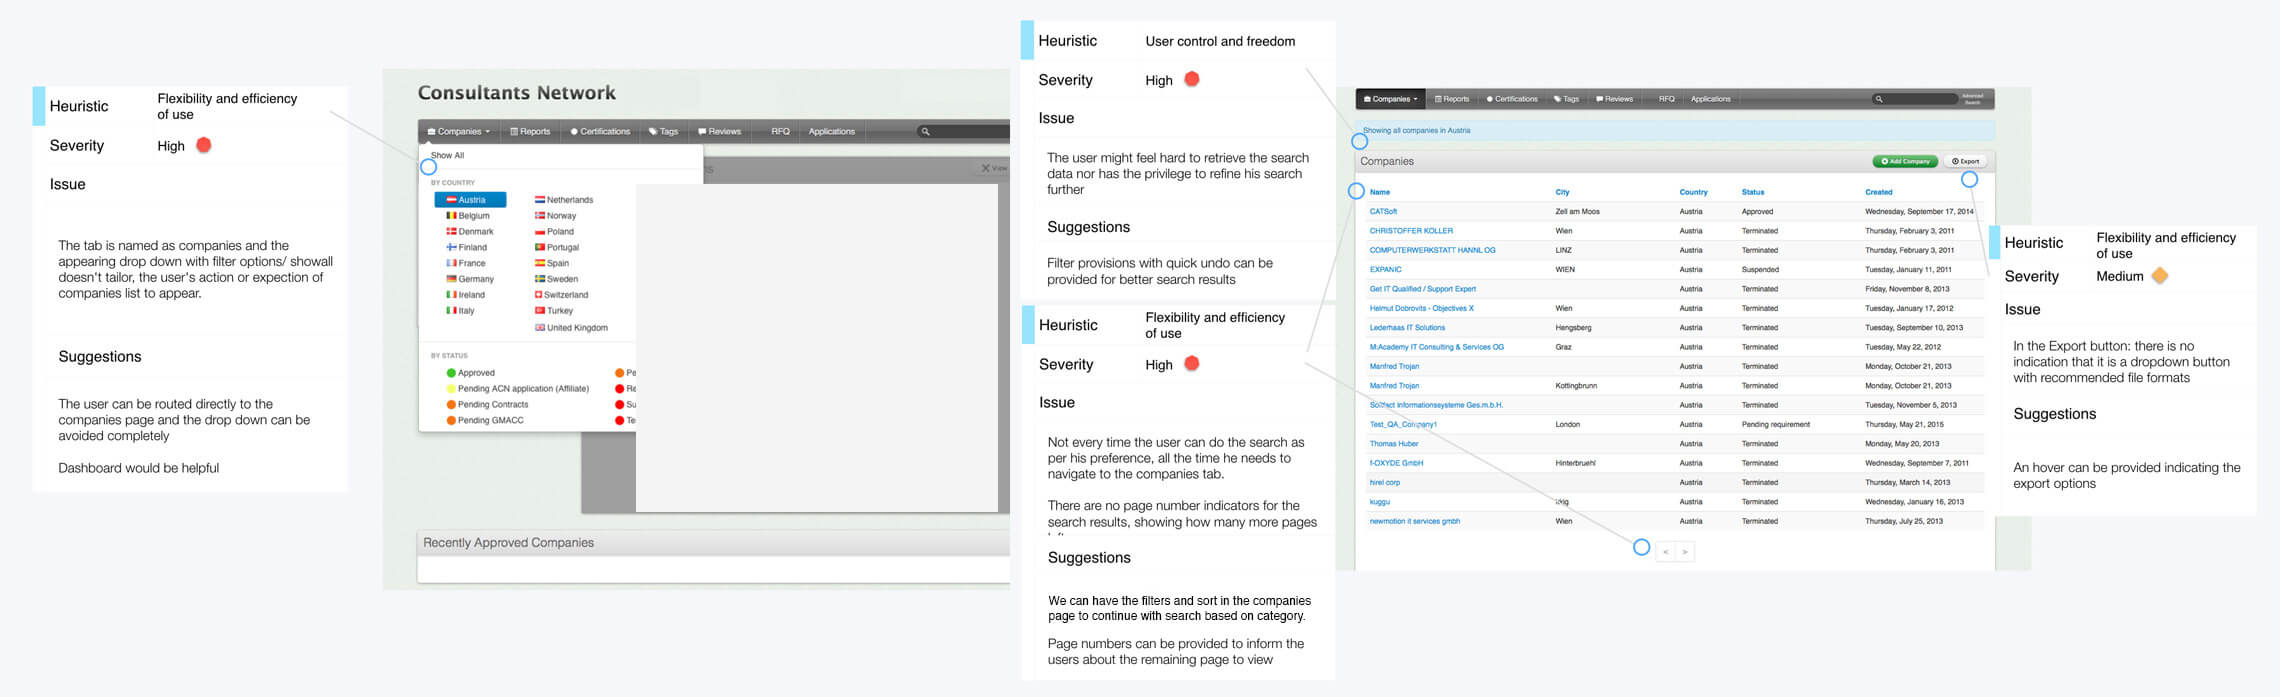 Heuristic
Flexibility and efficiency
of use
Severity
High
Issue
The tab is named as companies and the
appearing drop down with filter options/ showall
doesn't tailor, the user's action or expection of
companies list to appear.
Suggestions
The user can be routed directly to the
companies page and the drop down can be
avoided completely
Dashboard would be helpful
Consultants Network
Companies Reports Certifications Tags Reviews RFQ Applications
Show All
View
BY COUNTRY
Austria Netherlands
Belgium Norway
Denmark Poland
Finland Portugal
France Spain
Germany Sweden
Ireland Switzerland
Italy Turkey
United Kingdom
BY STATUS
Approved Pe
Pending ACN application (Affiliate) Re
Pending Contracts Su
Pending GMACC Te
Recently Approved Companies
Heuristic
User control and freedom
Severity
High
Issue
The user might feel hard to retrieve the search
data nor has the privilege to refine his search
further
Suggestions
Filter provisions with quick undo can be
provided for better search results
Heuristic
Flexibility and efficiency
of use
Severity
High
Issue
Not every time the user can do the search as
per his preference, all the time he needs to
navigate to the companies tab.
There are no page number indicators for the
search results, showing how many more pages
Suggestions
We can have the filters and sort in the companies
page to continue with search based on category.
Page numbers can be provided to inform the
users about the remaining page to view
Companies Reports Certifications Tags Reviews RFQ Applications Advanced
Search
Showing all companies in Austria
Companies Add Company Export
Name City Country Status Created
CATSoft Zell am Moos Austria Approved Wednesday, September 17, 2014
CHRISTOFFER KOLLER Wien Austria Terminated Thursday, February 3, 2011
COMPUTERWERKSTATT HANNL OG LINZ Austria Terminated Thursday, February 3, 2011
EXPANIC WIEN Austria Suspended Tuesday, January 11, 2011
Get IT Qualified / Support Expert Austria Terminated Friday, November 8, 2013
Helmut Dobrovits - Objectives X Wien Austria Terminated Tuesday, January 17, 2012
Lederhaas IT Solutions Hengsberg Austria Terminated Tuesday, September 10, 2013
M:Academy IT Consulting & Services OG Graz Austria Terminated Tuesday, May 22, 2012
Manfred Trojan Austria Terminated Monday, October 21, 2013
Manfred Trojan Kottingbrunn Austria Terminated Monday, October 21, 2013
Informationssysteme Ges.m.b.H. Austria Terminated Tuesday, November 5, 2013
Test_QA_Company1 London Austria Pending requirement Thursday, May 21, 2015
Thomas Huber Austria Terminated Monday, May 20, 2013
f-OXYDE GmbH Hinterbruehl Austria Terminated Wednesday, September 7, 2011
hirel corp Austria Terminated Thursday, March 14, 2013
kuggu Austria Terminated Wednesday, January 16, 2013
newmotion it services gmbh Wien Austria Terminated Thursday, July 25, 2013
< >
Heuristic
Flexibility and efficiency
of use
Severity
Medium
Issue
In the Export button: there is no
indication that it is a dropdown button
with recommended file formats
Suggestions
An hover can be provided indicating the
export options